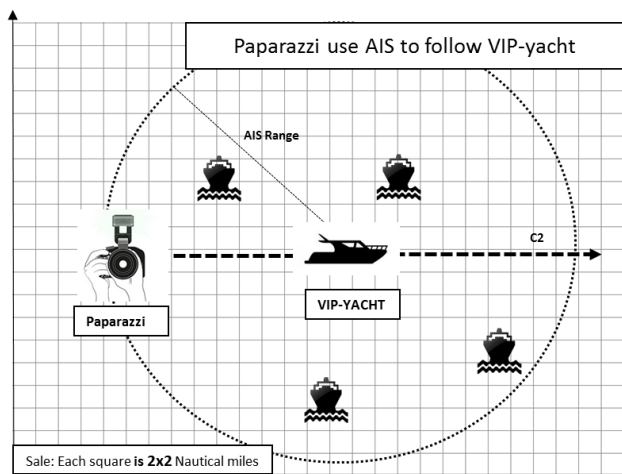 Paparazzi use AIS to follow VIP-yacht
AIS Range
C2
Paparazzi
VIP-YACHT
Sale: Each square is 2x2 Nautical miles